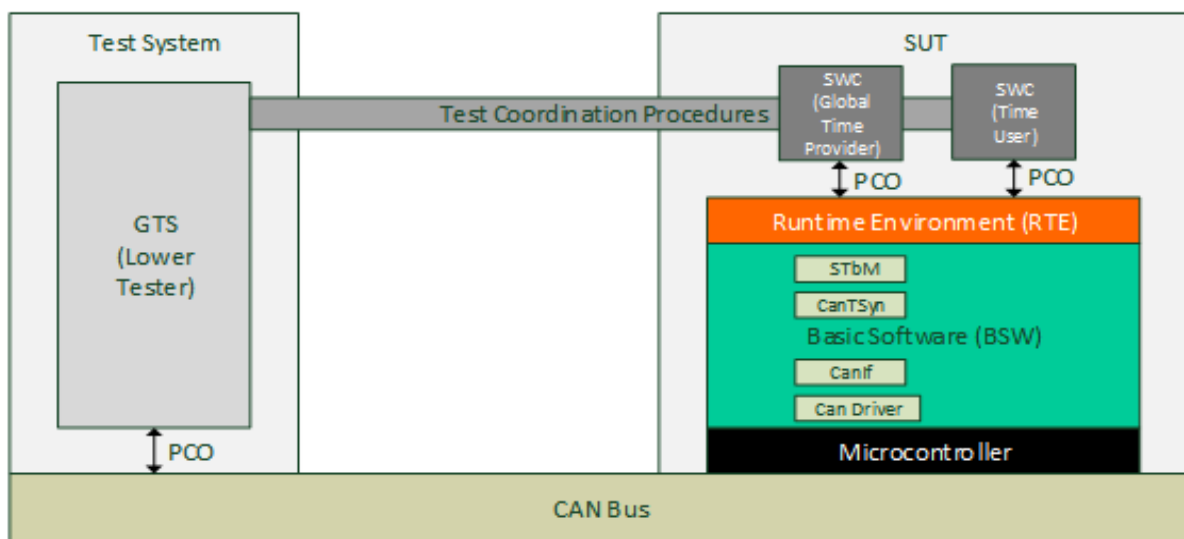 Test System
SUT
GTS
(Lower
Tester)
Test Coordination Procedures
SWC
(Global
Time
Provider)
SWC
(Time
User)
PCO
PCO
Runtime Environment (RTE)
STbM
CanTSyn
Basic Software (BSW)
CanIf
Can Driver
PCO
Microcontroller
CAN Bus